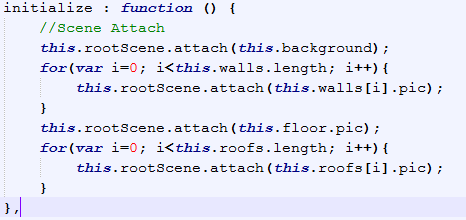 initialize : function () {
    //Scene Attach
    this.rootScene.attach(this.background);
    for(var i=0; i<this.walls.length; i++){
        this.rootScene.attach(this.walls[i].pic);
    }
    this.rootScene.attach(this.floor.pic);
    for(var i=0; i<this.roofs.length; i++){
        this.rootScene.attach(this.roofs[i].pic);
    }
},